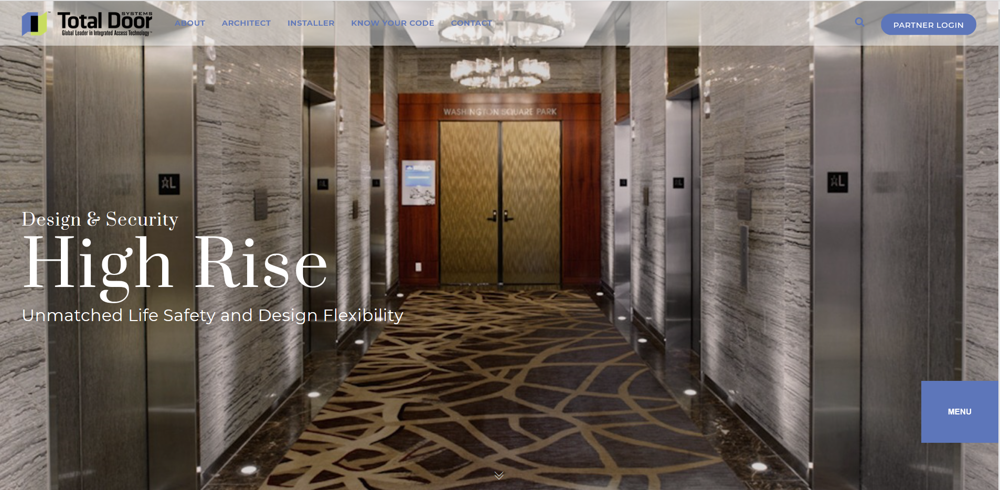 Total Door SYSTEMS
Global Leader in Integrated Access Technology
ABOUT
ARCHITECT
INSTALLER
KNOW YOUR CODE
CONTACT
PARTNER LOGIN
WASHINGTON SQUARE PARK
☆L
☆L
☆L
☆L
Design & Security
High Rise
Unmatched Life Safety and Design Flexibility
MENU